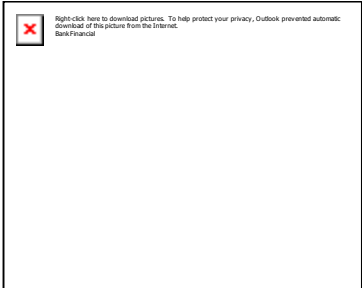 Right-click here to download pictures. To help protect your privacy, Outlook prevented automatic
download of this picture from the Internet.
BankFinancial